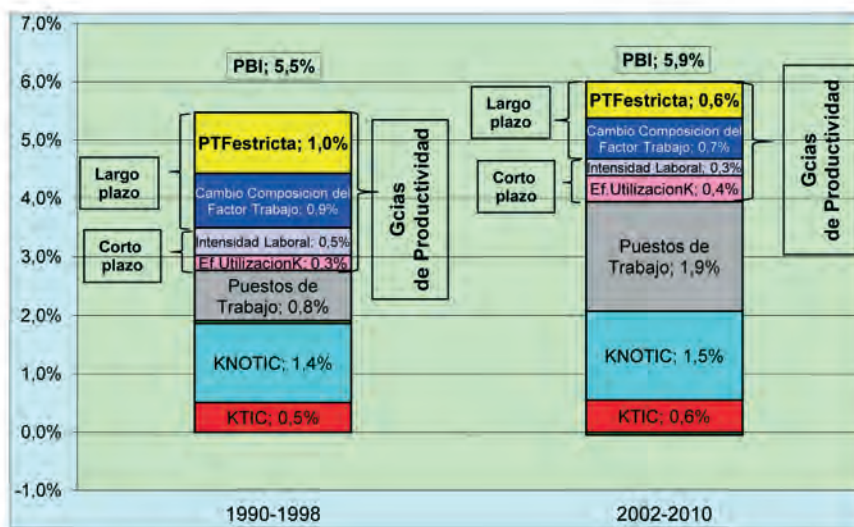 7,0%
6,0%
5,0%
4,0%
3,0%
2,0%
1,0%
0,0%
-1,0%
PBI; 5,5%
PTFestricta; 1,0%
Cambio Composicion del
Factor Trabajo; 0,9%
Intensidad Laboral; 0,5%
Ef.UtilizacionK; 0,3%
Puestos de
Trabajo; 0,8%
KNOTIC; 1,4%
KTIC; 0,5%
Largo
plazo
Corto
plazo
Gcias
de Productividad
1990-1998
PBI; 5,9%
PTFestricta; 0,6%
Cambio Composicion del
Factor Trabajo; 0,7%
Intensidad Laboral; 0,3%
Ef.UtilizacionK; 0,4%
Puestos de
Trabajo; 1,9%
KNOTIC; 1,5%
KTIC; 0,6%
Largo
plazo
Corto
plazo
Gcias
de Productividad
2002-2010